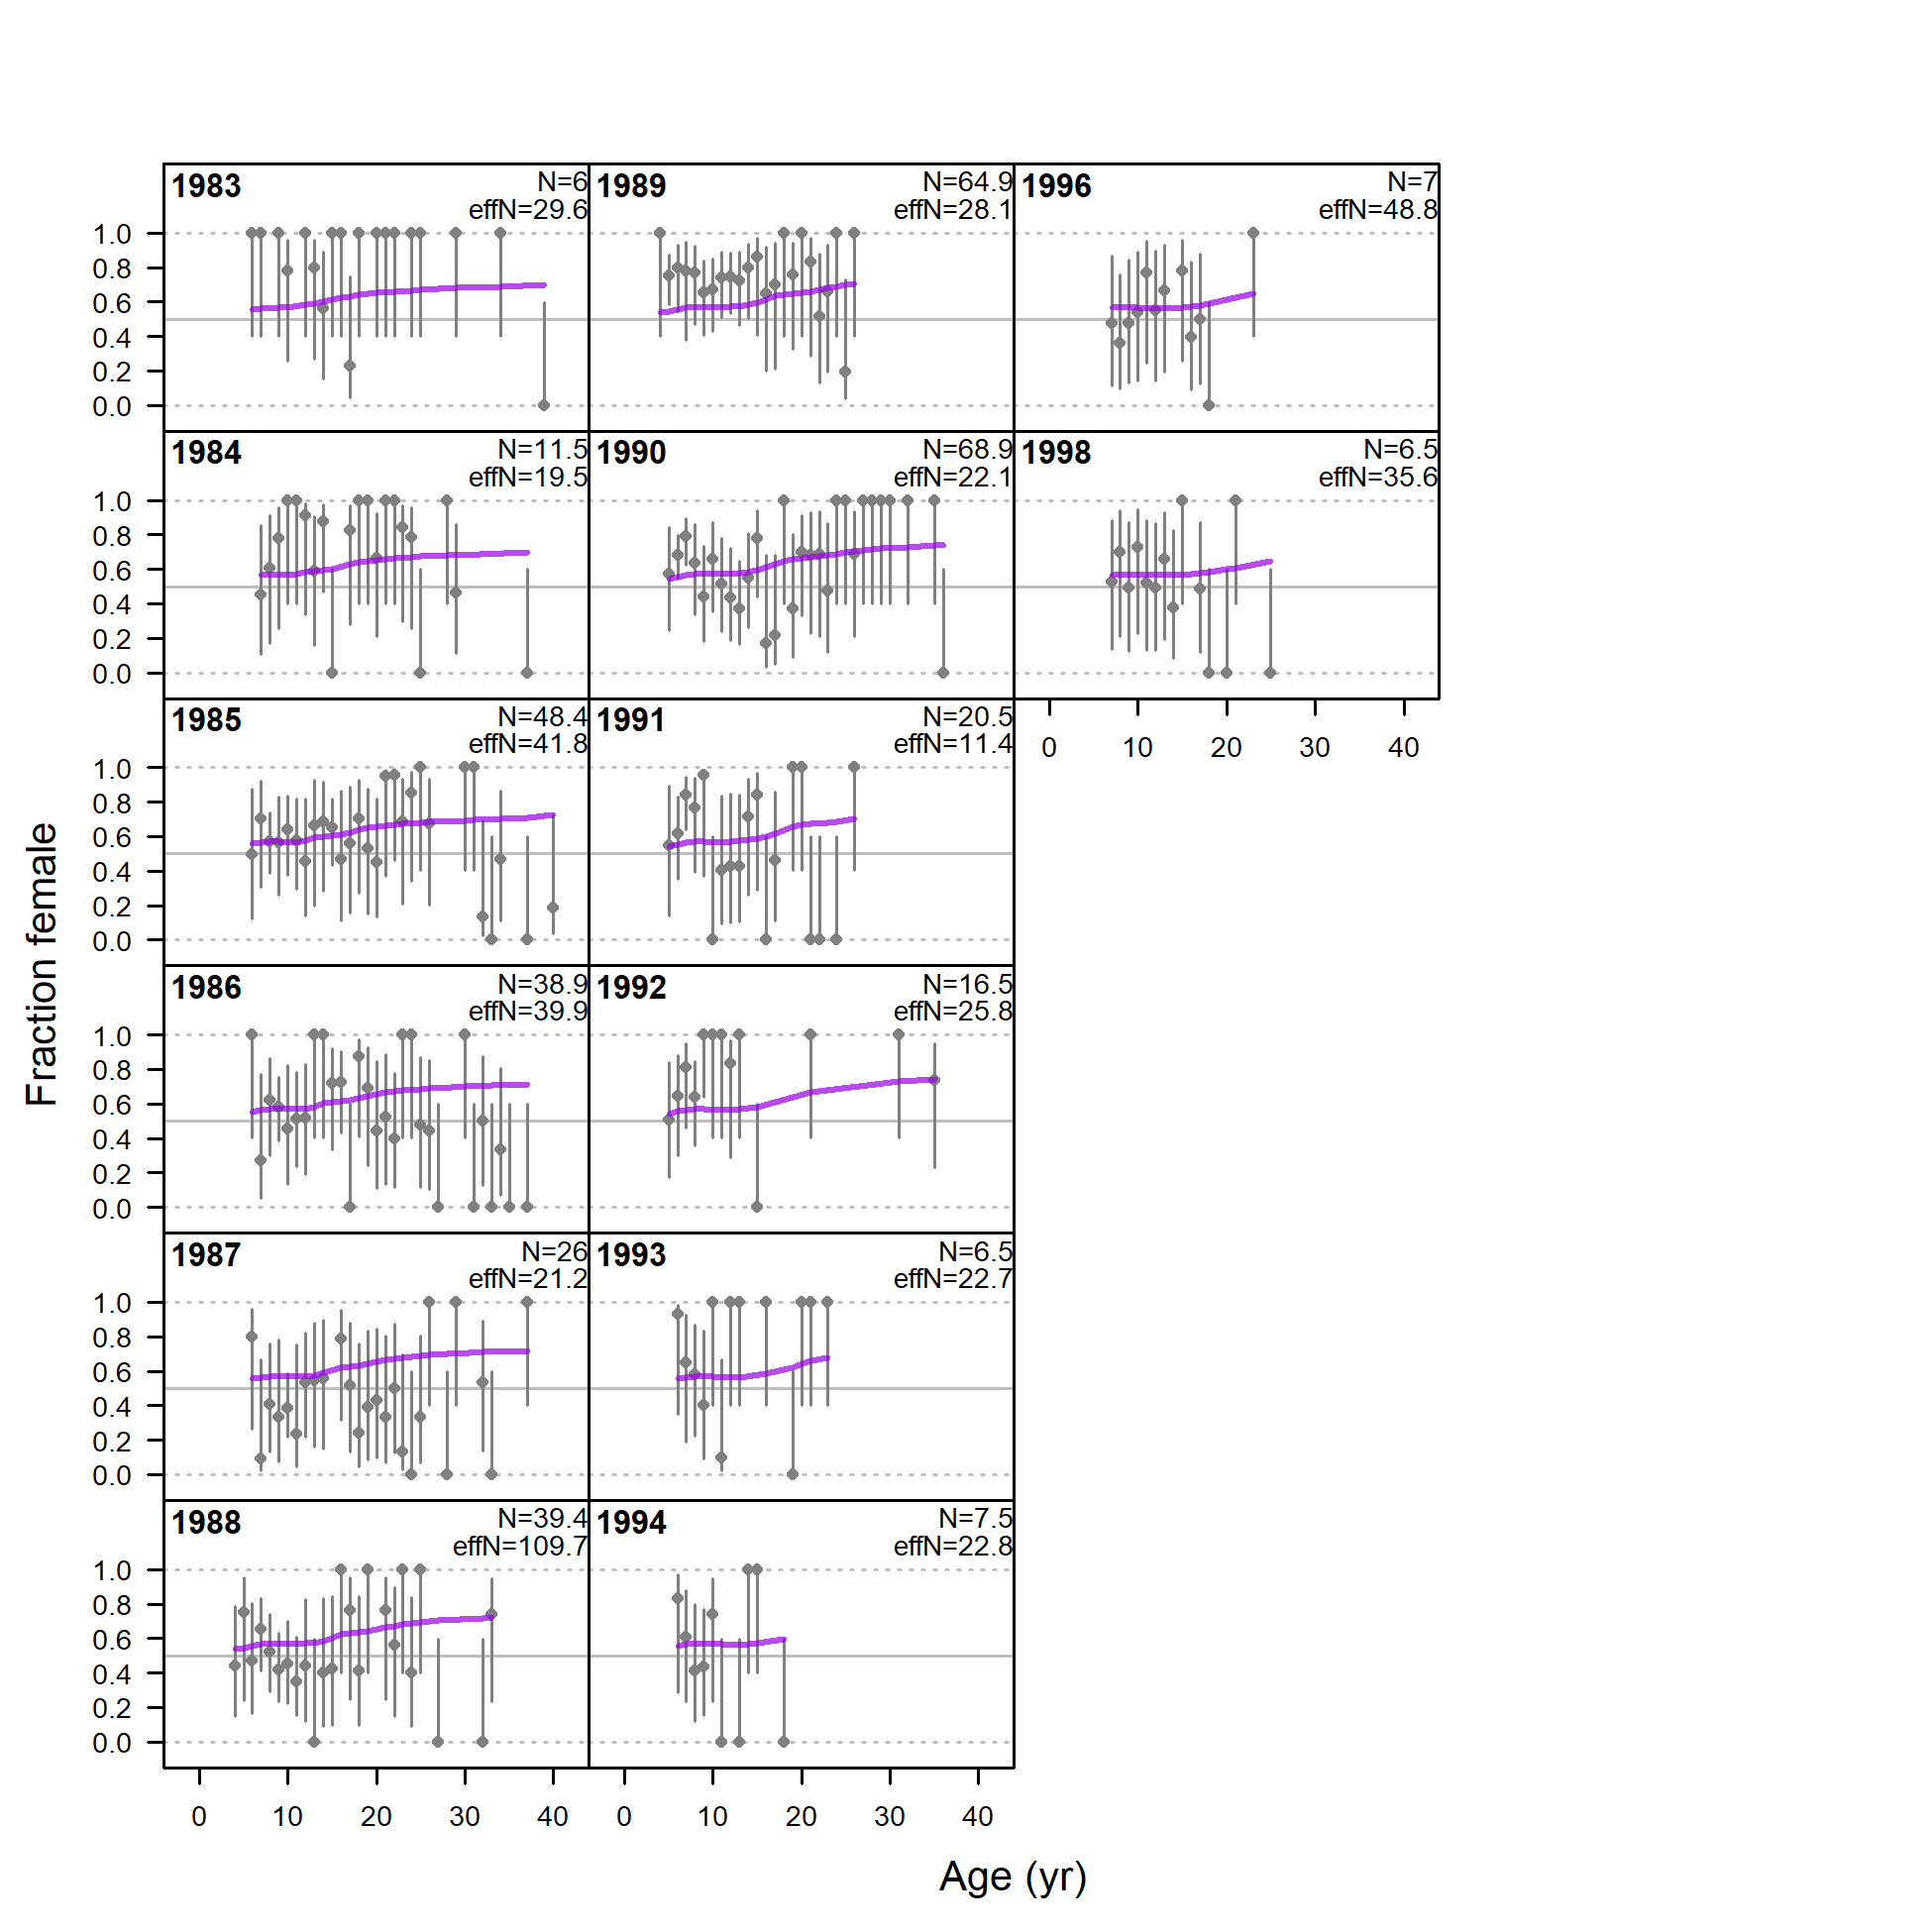 1983
N=6
effN=29.6
1.0
0.8
0.6
0.4
0.2
0.0
1989
N=64.9
effN=28.1
1996
N=7
effN=48.8
1984
N=11.5
effN=19.5
1.0
0.8
0.6
0.4
0.2
0.0
1990
N=68.9
effN=22.1
1998
N=6.5
effN=35.6
0 10 20 30 40
1985
N=48.4
effN=41.8
1.0
0.8
0.6
0.4
0.2
0.0
1991
N=20.5
effN=11.4
1986
N=38.9
effN=39.9
1.0
0.8
0.6
0.4
0.2
0.0
1992
N=16.5
effN=25.8
1987
N=26
effN=21.2
1.0
0.8
0.6
0.4
0.2
0.0
1993
N=6.5
effN=22.7
1988
N=39.4
effN=109.7
1.0
0.8
0.6
0.4
0.2
0.0
1994
N=7.5
effN=22.8
0 10 20 30 40
0 10 20 30 40
Fraction female
Age (yr)